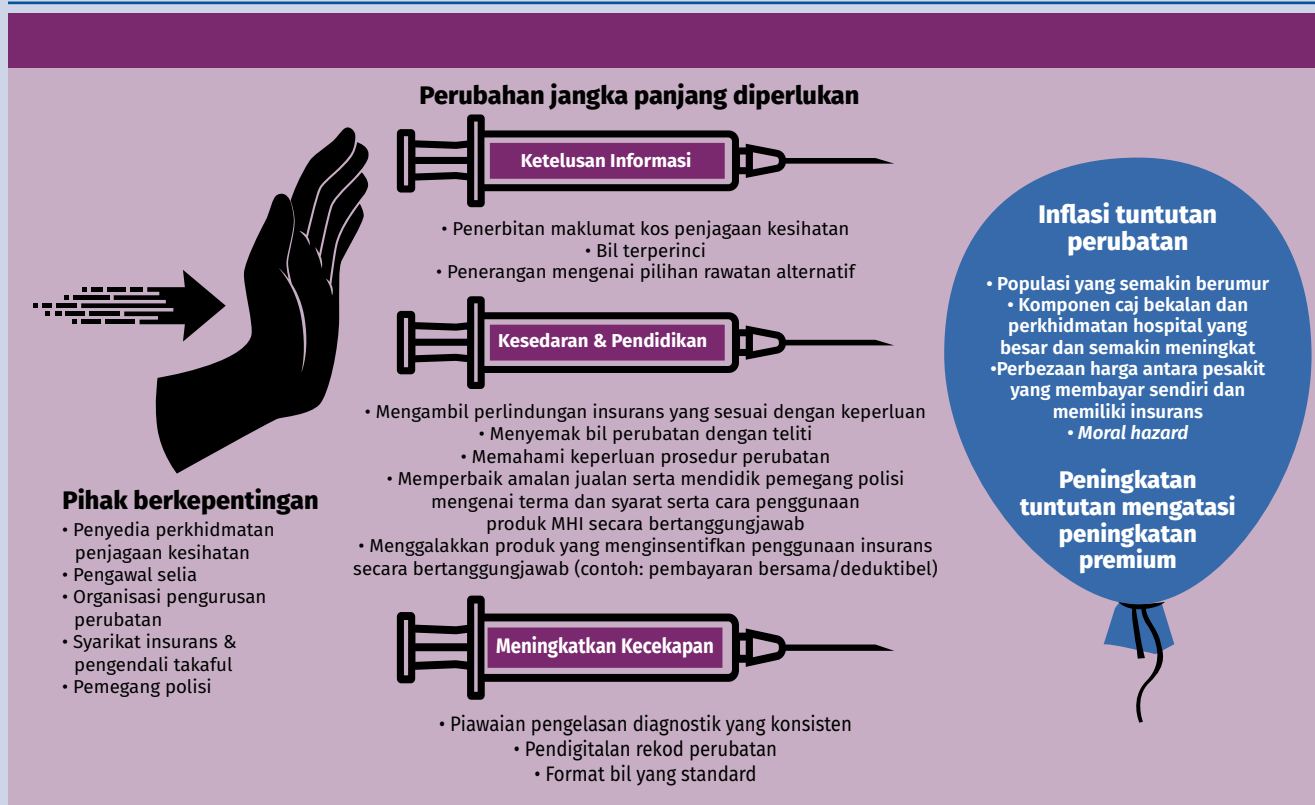 Perubahan jangka panjang diperlukan
Ketelusan Informasi
• Penerbitan maklumat kos penjagaan kesihatan
• Bil terperinci
• Penerangan mengenai pilihan rawatan alternatif
Kesedaran & Pendidikan
• Mengambil perlindungan insurans yang sesuai dengan keperluan
• Menyemak bil perubatan dengan teliti
• Memahami keperluan prosedur perubatan
• Memperbaik amalan jualan serta mendidik pemegang polisi
mengenai terma dan syarat serta cara penggunaan
produk MHI secara bertanggungjawab
• Menggalakkan produk yang menginsentifkan penggunaan insurans
secara bertanggungjawab (contoh: pembayaran bersama/deduktibel)
Meningkatkan Kecekapan
• Piawaian pengelasan diagnostik yang konsisten
• Pendigitalan rekod perubatan
• Format bil yang standard
Pihak berkepentingan
• Penyedia perkhidmatan
penjagaan kesihatan
• Pengawal selia
• Organisasi pengurusan
perubatan
• Syarikat insurans &
pengendali takaful
• Pemegang polisi
Inflasi tuntutan
perubatan
• Populasi yang semakin berumur
• Komponen caj bekalan dan
perkhidmatan hospital yang
besar dan semakin meningkat
•Perbezaan harga antara pesakit
yang membayar sendiri dan
memiliki insurans
• Moral hazard
Peningkatan
tuntutan mengatasi
peningkatan
premium